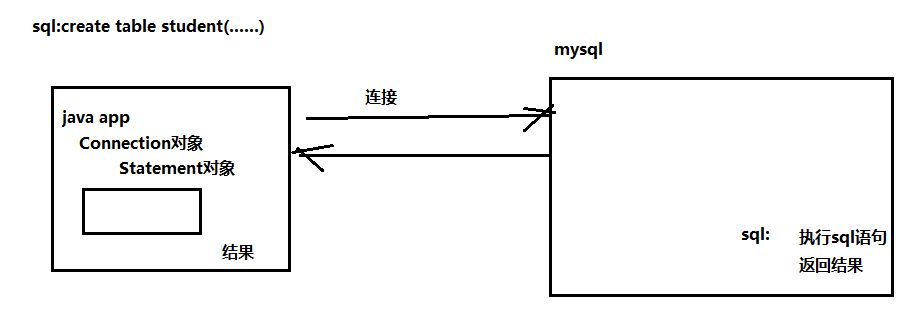 sql:create table student(......)
mysql
连接
java app
Connection对象
Statement对象
结果
sql: 执行sql语句
返回结果